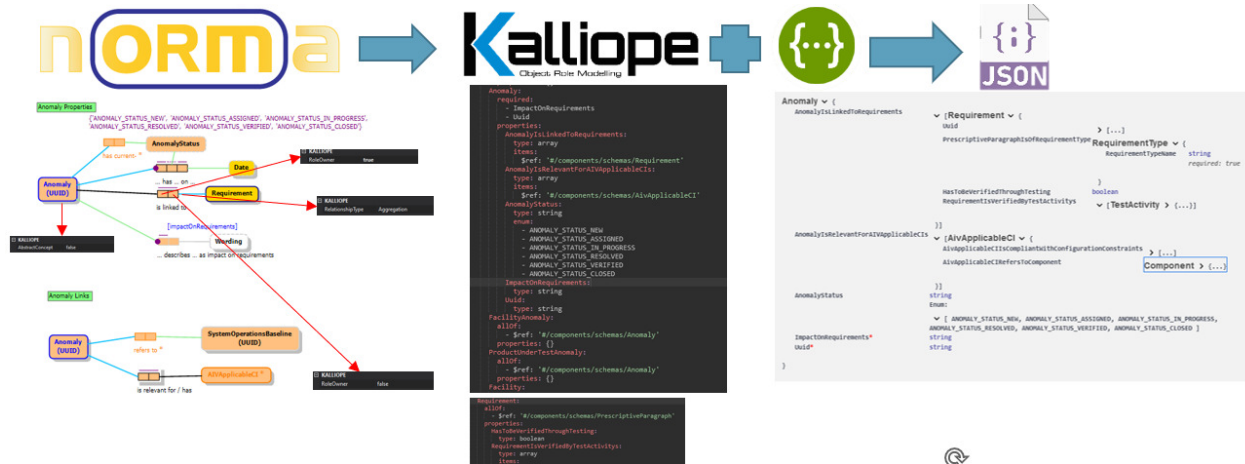 nORMa
Kalliope
Object Role Modelling
{···}
{;}
JSON
Anomaly Properties
{'ANOMALY_STATUS_NEW', 'ANOMALY_STATUS_ASSIGNED', 'ANOMALY_STATUS_IN_PROGRESS',
'ANOMALY_STATUS_RESOLVED', 'ANOMALY_STATUS_VERIFIED', 'ANOMALY_STATUS_CLOSED'}
AnomalyStatus
has current- *
Date
... has ... on ...
Anomaly
(UUID)
Requirement
is linked to
[impactOnRequirements]
Wording
... describes ... as impact on requirements
KALLIOPE
RoleOwner true
KALLIOPE
RelationshipType Aggregation
KALLIOPE
AbstractConcept false
Anomaly Links
Anomaly
(UUID)
SystemOperationsBaseline
(UUID)
refers to *
AIVApplicableCI *
is relevant for / has
KALLIOPE
RoleOwner false
Anomaly:
required:
- ImpactOnRequirements
- Uuid
properties:
AnomalyIsLinkedToRequirements:
type: array
items:
$ref: '#/components/schemas/Requirement'
AnomalyIsRelevantForAIVApplicableCIs:
type: array
items:
$ref: '#/components/schemas/AivApplicableCI'
AnomalyStatus:
type: string
enum:
- ANOMALY_STATUS_NEW
- ANOMALY_STATUS_ASSIGNED
- ANOMALY_STATUS_IN_PROGRESS
- ANOMALY_STATUS_RESOLVED
- ANOMALY_STATUS_VERIFIED
- ANOMALY_STATUS_CLOSED
ImpactOnRequirements:
type: string
Uuid:
type: string
FacilityAnomaly:
allOf:
- $ref: '#/components/schemas/Anomaly'
properties: {}
ProductUnderTestAnomaly:
allOf:
- $ref: '#/components/schemas/Anomaly'
properties: {}
Facility:
Requirement:
allOf:
- $ref: '#/components/schemas/PrescriptiveParagraph'
properties:
HasToBeVerifiedThroughTesting:
type: boolean
RequirementIsVerifiedByTestActivitys:
type: array
items:
Anomaly {
AnomalyIsLinkedToRequirements
[Requirement {
Uuid
> [...]
PrescriptiveParagraphIsOfRequirementType
RequirementType {
RequirementTypeName string
required: true
}
HasToBeVerifiedThroughTesting boolean
RequirementIsVerifiedByTestActivitys
[TestActivity > {...}]
}]
AnomalyIsRelevantForAIVApplicableCIs
[AivApplicableCI {
AivApplicableCIIsCompliantWithConfigurationConstraints > [...]
AivApplicableCIRefersToComponent Component > {...}
}]
AnomalyStatus string
Enum:
[ ANOMALY_STATUS_NEW, ANOMALY_STATUS_ASSIGNED, ANOMALY_STATUS_IN_PROGRESS,
ANOMALY_STATUS_RESOLVED, ANOMALY_STATUS_VERIFIED, ANOMALY_STATUS_CLOSED ]
ImpactOnRequirements* string
Uuid* string
}